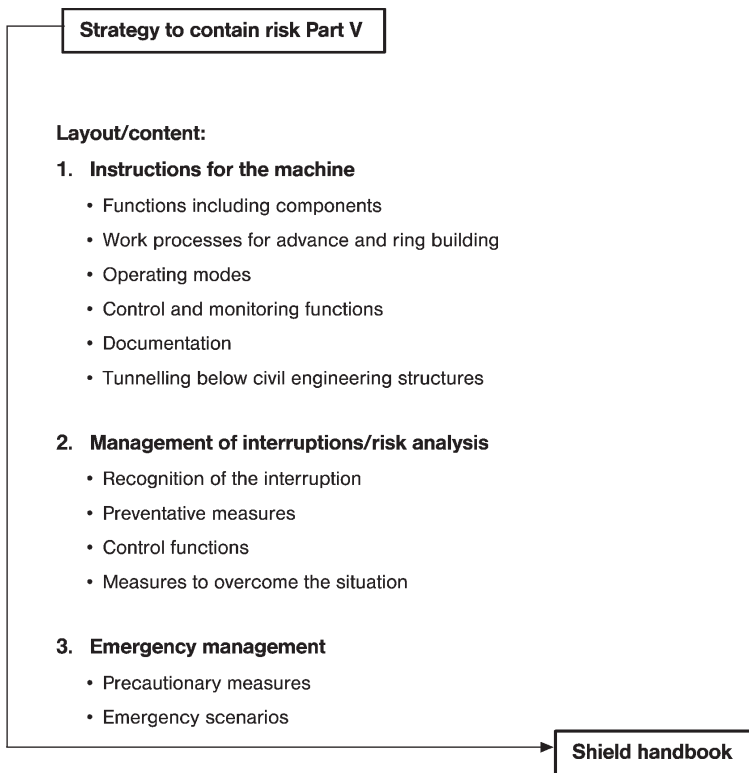 Strategy to contain risk Part V
Layout/content:
1. Instructions for the machine
• Functions including components
• Work processes for advance and ring building
• Operating modes
• Control and monitoring functions
• Documentation
• Tunnelling below civil engineering structures
2. Management of interruptions/risk analysis
• Recognition of the interruption
• Preventative measures
• Control functions
• Measures to overcome the situation
3. Emergency management
• Precautionary measures
• Emergency scenarios
Shield handbook